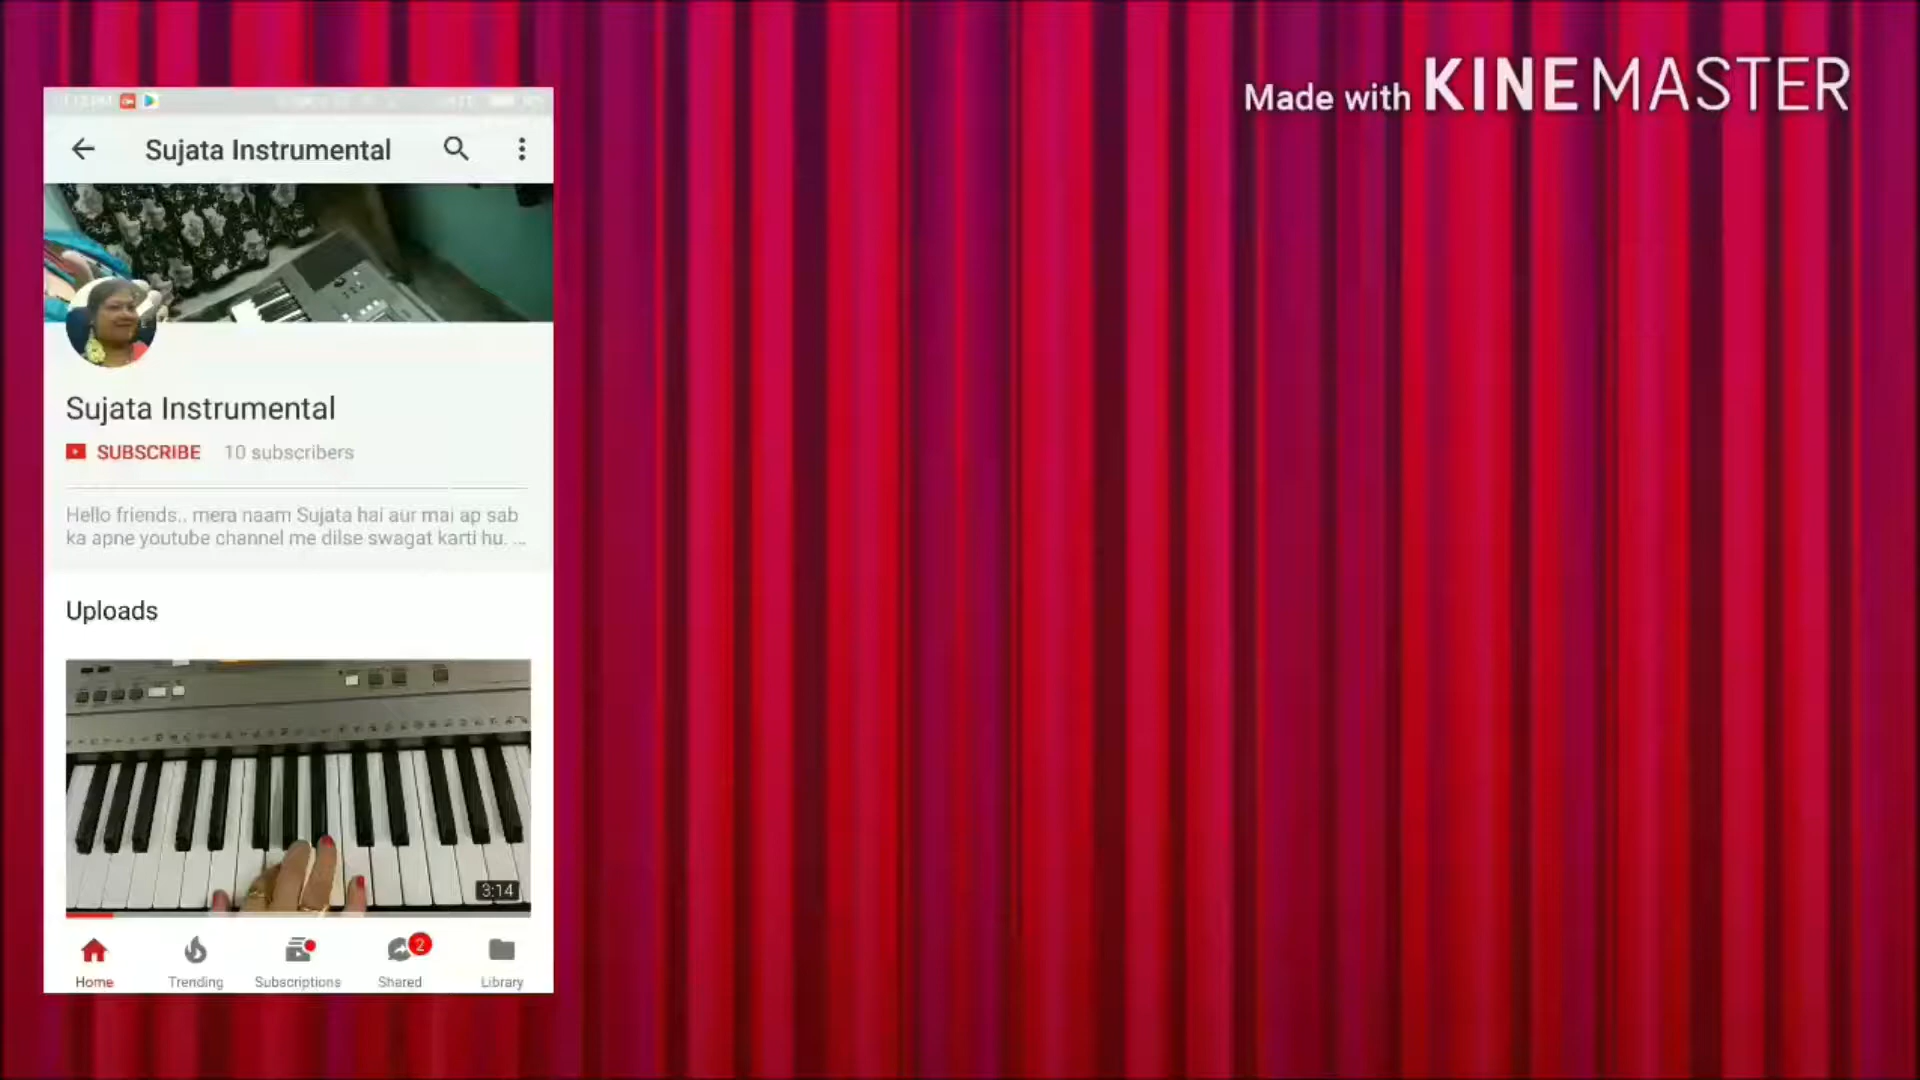 Made with KINEMASTER
Sujata Instrumental
Sujata Instrumental
SUBSCRIBE 10 subscribers
Hello friends.. mera naam Sujata hai aur mai ap sab
ka apne youtube channel me dilse swagat karti hu. ...
Uploads
3:14
2
Home Trending Subscriptions Shared Library